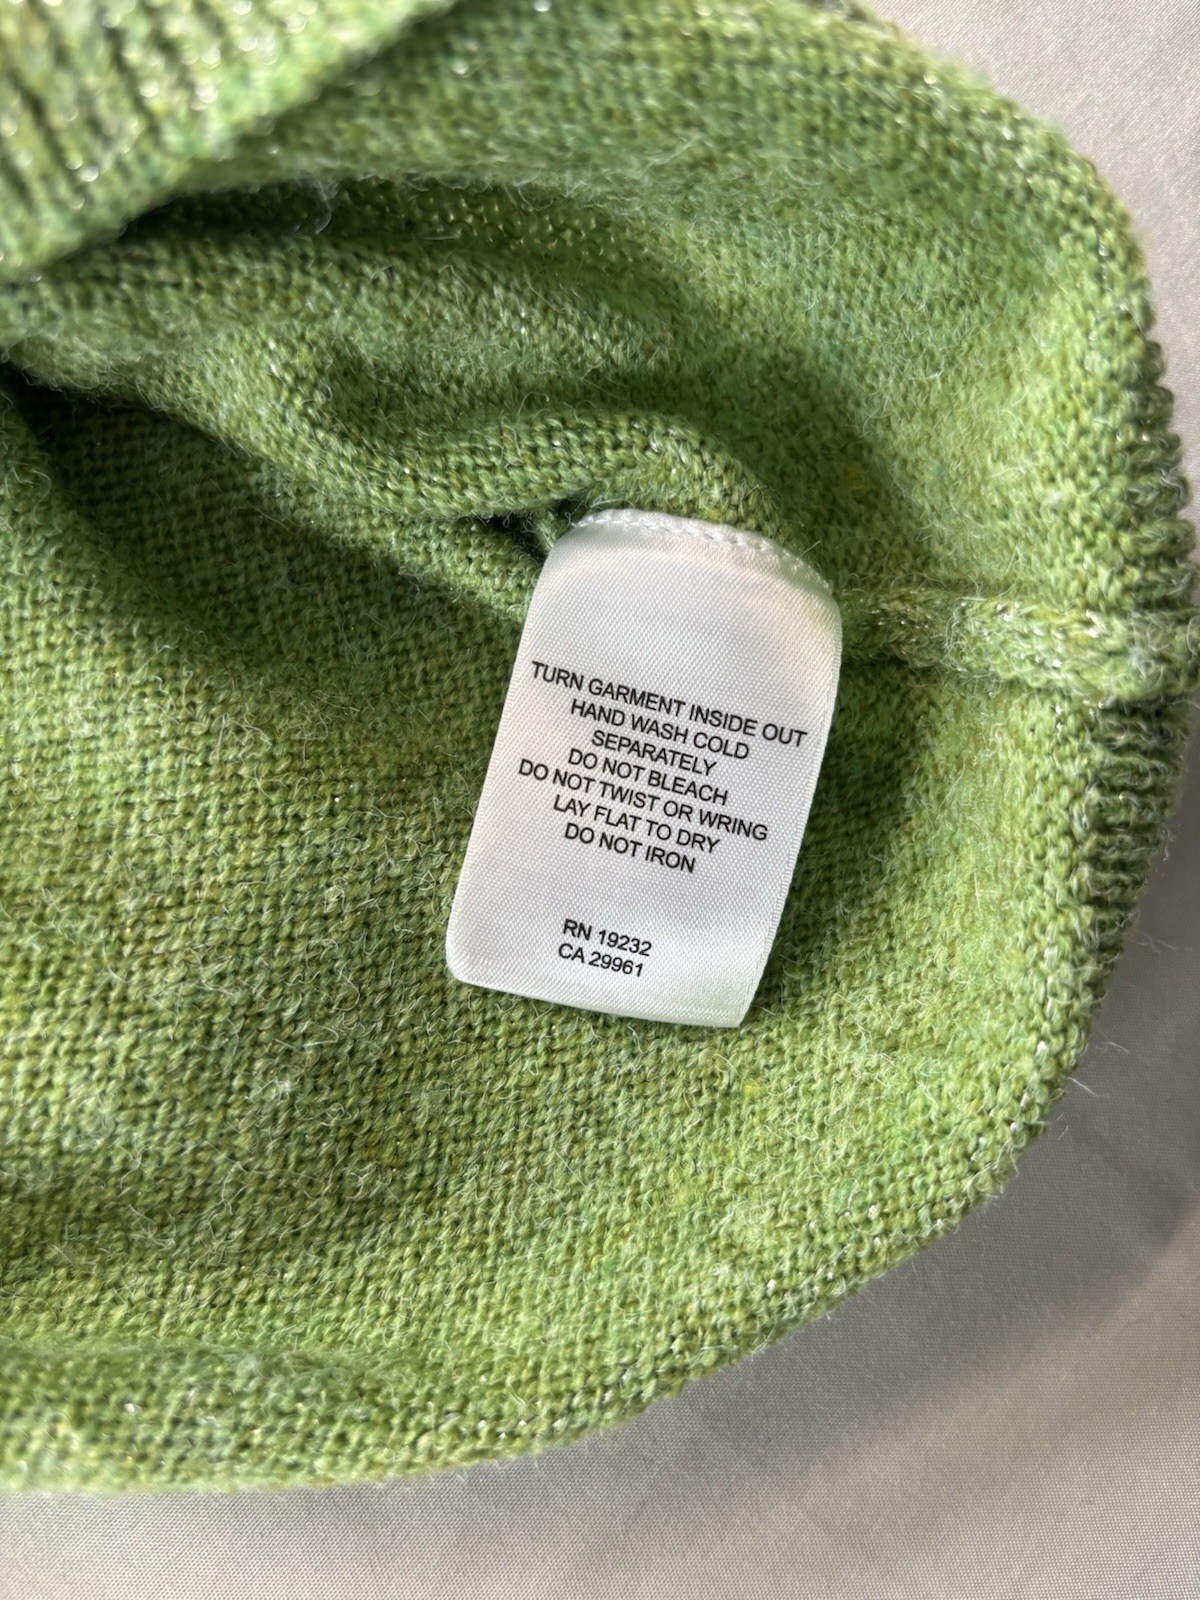 TURN GARMENT INSIDE OUT
HAND WASH COLD
SEPARATELY
DO NOT BLEACH
DO NOT TWIST OR WRING
LAY FLAT TO DRY
DO NOT IRON
RN 19232
CA 29961